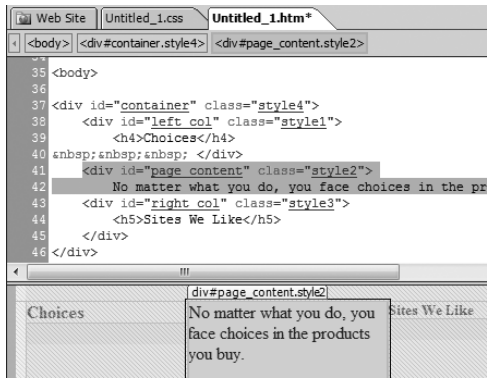 Web Site Untitled_1.css Untitled_1.htm*
<body> <div#container.style4> <div#page_content.style2>
34
35 <body>
36
37 <div id="container" class="style4">
38 <div id="left_col" class="style1">
39 <h4>Choices</h4>
40 &nbsp;&nbsp;&nbsp; </div>
41 <div id="page_content" class="style2">
42 No matter what you do, you face choices in the pr
43 <div id="right_col" class="style3">
44 <h5>Sites We Like</h5>
45 </div>
46 </div>
div#page_content.style2
Choices No matter what you do, you Sites We Like
face choices in the products
you buy.